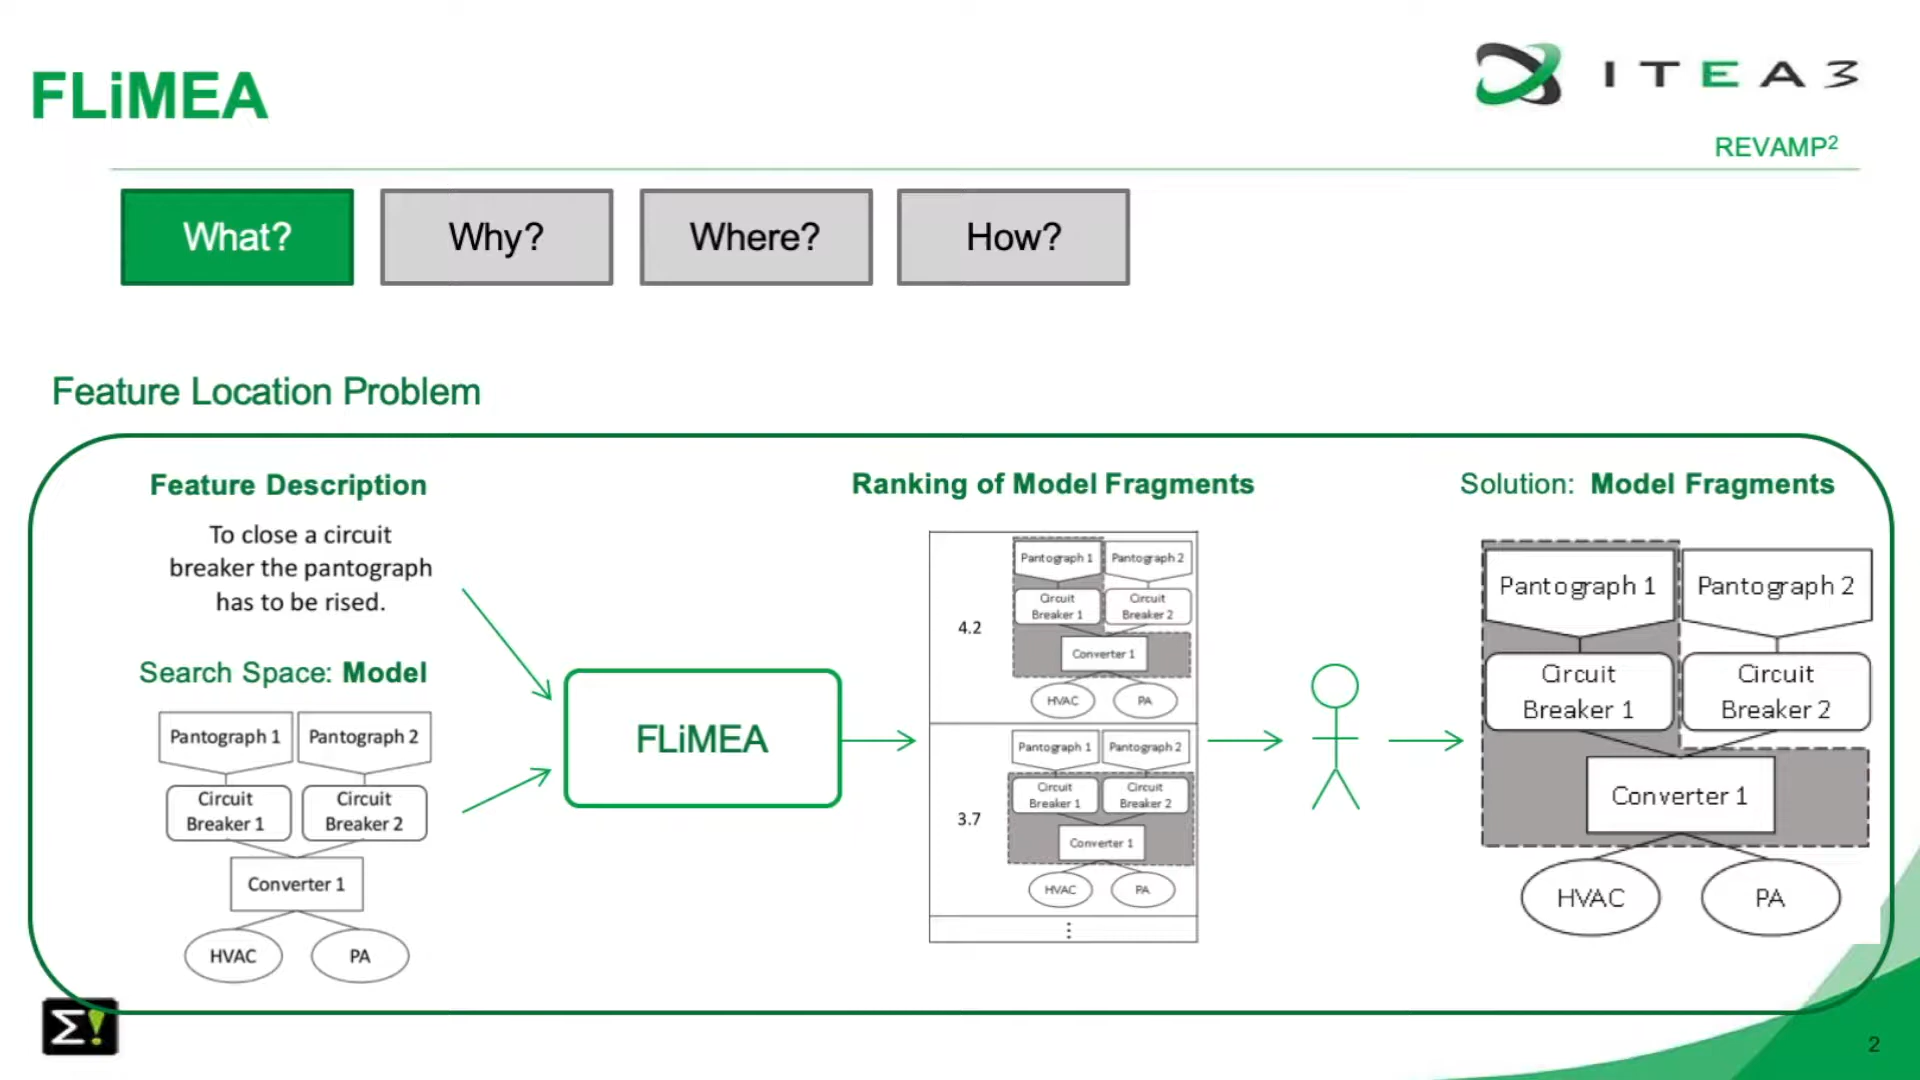 FLiMEA
ITEA3
REVAMP²
What?
Why?
Where?
How?
Feature Location Problem
Feature Description
To close a circuit
breaker the pantograph
has to be rised.
Search Space: Model
Pantograph 1
Pantograph 2
Circuit
Breaker 1
Circuit
Breaker 2
Converter 1
HVAC
PA
FLiMEA
Ranking of Model Fragments
4.2
Pantograph 1
Pantograph 2
Circuit
Breaker 1
Circuit
Breaker 2
Converter 1
HVAC
PA
3.7
Pantograph 1
Pantograph 2
Circuit
Breaker 1
Circuit
Breaker 2
Converter 1
HVAC
PA
⋮
Solution: Model Fragments
Pantograph 1
Pantograph 2
Circuit
Breaker 1
Circuit
Breaker 2
Converter 1
HVAC
PA
Σ!
2